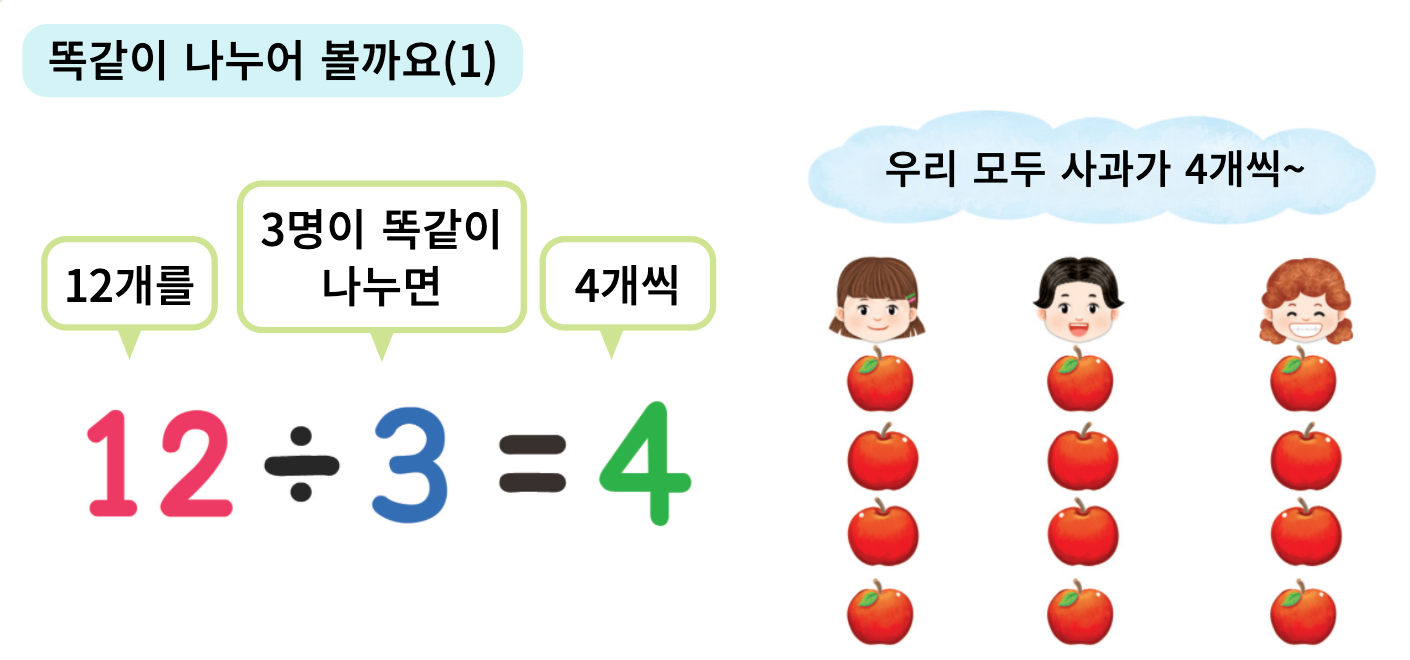 똑같이 나누어 볼까요(1)
12개를
3명이 똑같이
나누면
4개씩
12 ÷ 3 = 4
우리 모두 사과가 4개씩~